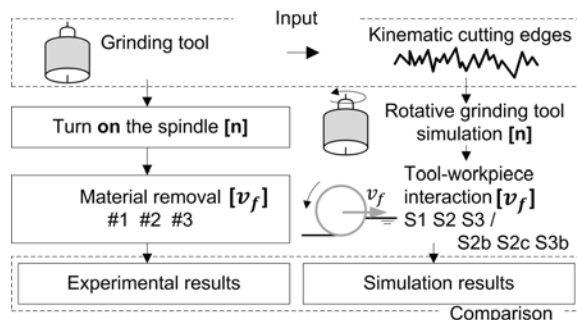 Input
Grinding tool
Kinematic cutting edges
Turn on the spindle [n]
Rotative grinding tool
simulation [n]
Material removal [v_f]
#1 #2 #3
v_f
Tool-workpiece
interaction [v_f]
S1 S2 S3 /
S2b S2c S3b
Experimental results
Simulation results
Comparison